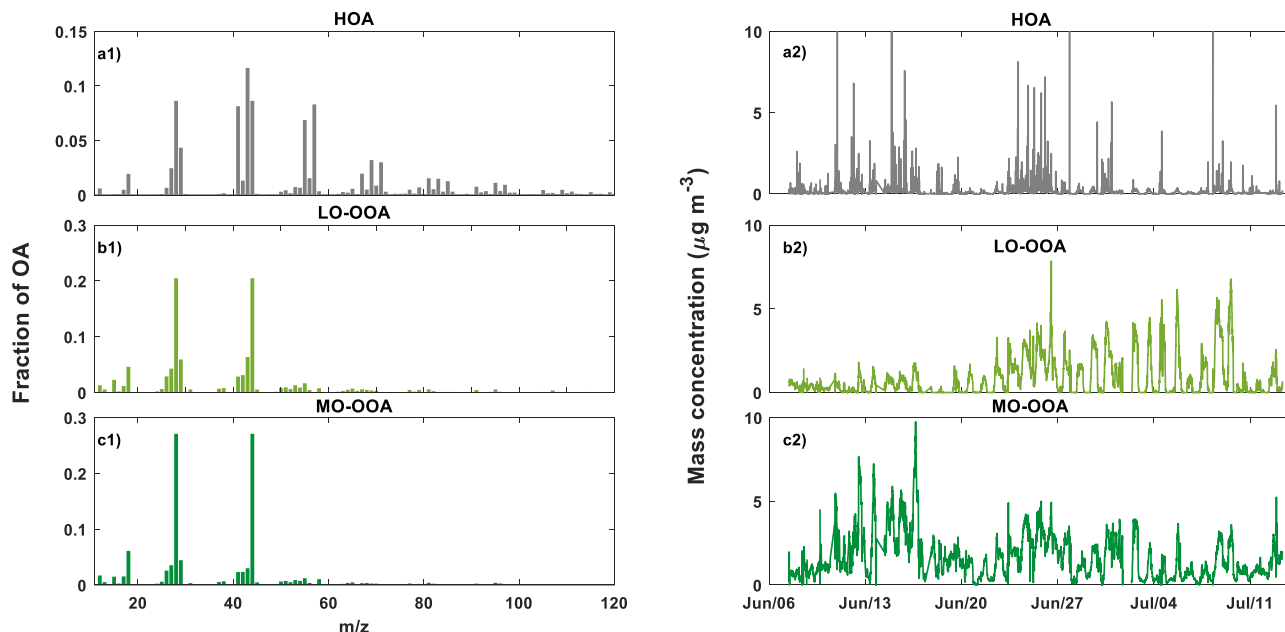 HOA
0.15
a1)
0.1
0.05
0
LO-OOA
0.3
b1)
0.2
0.1
0
MO-OOA
0.3
c1)
0.2
0.1
0
20 40 60 80 100 120
m/z
Fraction of OA
HOA
10
a2)
5
0
10
b2)
LO-OOA
5
0
MO-OOA
10
c2)
5
0
Jun/06 Jun/13 Jun/20 Jun/27 Jul/04 Jul/11
Mass concentration (μg m⁻³)